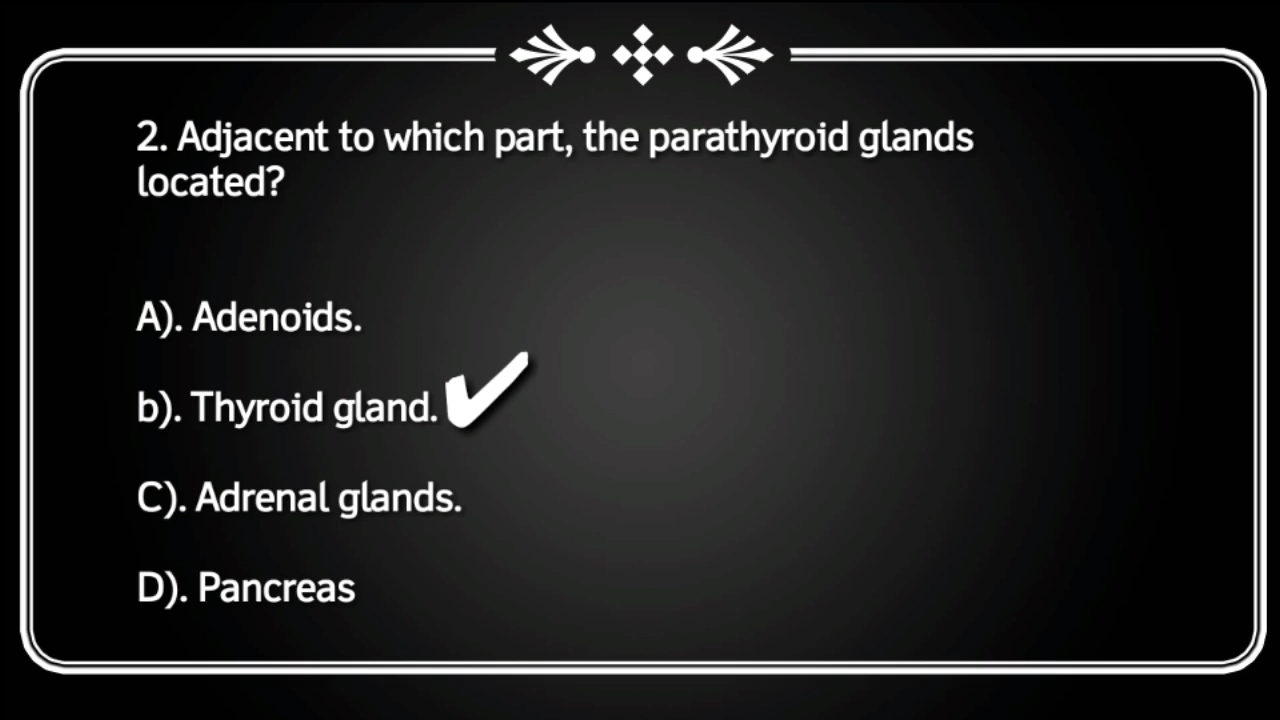 2. Adjacent to which part, the parathyroid glands
located?
A). Adenoids.
b). Thyroid gland.
C). Adrenal glands.
D). Pancreas